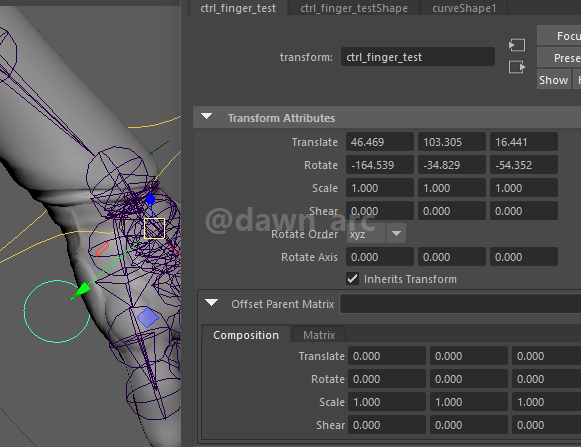 ctrl_finger_test ctrl_finger_testShape curveShape1
Focu
transform: ctrl_finger_test
Prese
Show H
Transform Attributes
Translate 46.469 103.305 16.441
Rotate -164.539 -34.829 -54.352
Scale 1.000 1.000 1.000
Shear 0.000 0.000 0.000
@dawn_arc
Rotate Order xyz
Rotate Axis 0.000 0.000 0.000
Inherits Transform
Offset Parent Matrix
Composition Matrix
Translate 0.000 0.000 0.000
Rotate 0.000 0.000 0.000
Scale 1.000 1.000 1.000
Shear 0.000 0.000 0.000